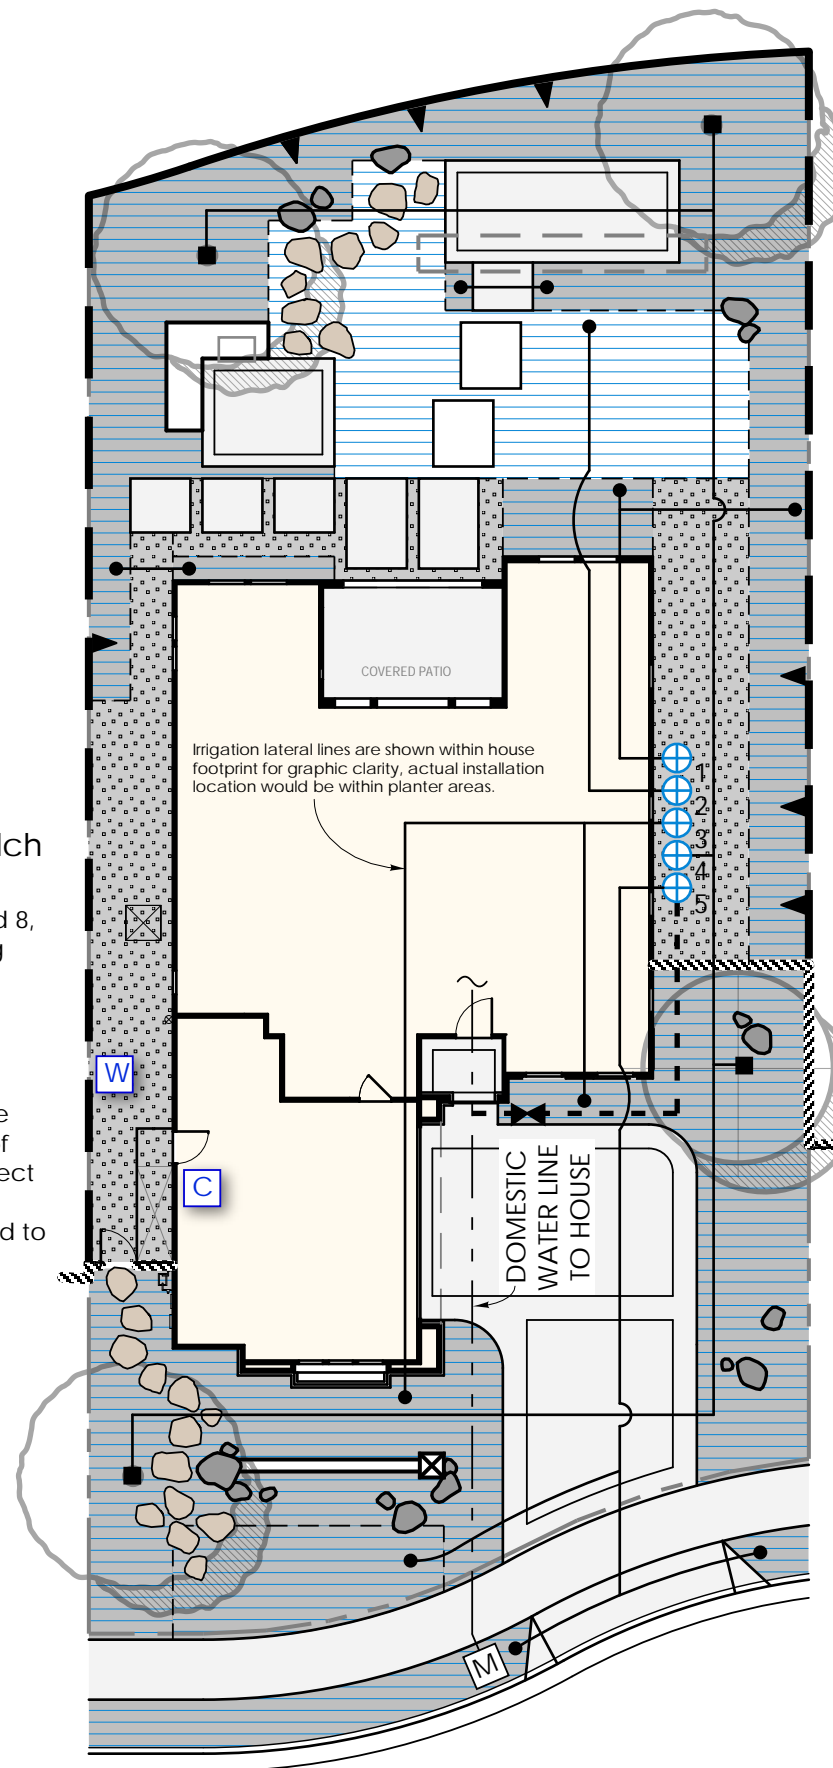 COVERED PATIO
Irrigation lateral lines are shown within house
footprint for graphic clarity, actual installation
location would be within planter areas.
1
2
3
4
5
lch
d 8,
g
W
e
f
ect
d to
C
DOMESTIC
WATER LINE
TO HOUSE
M